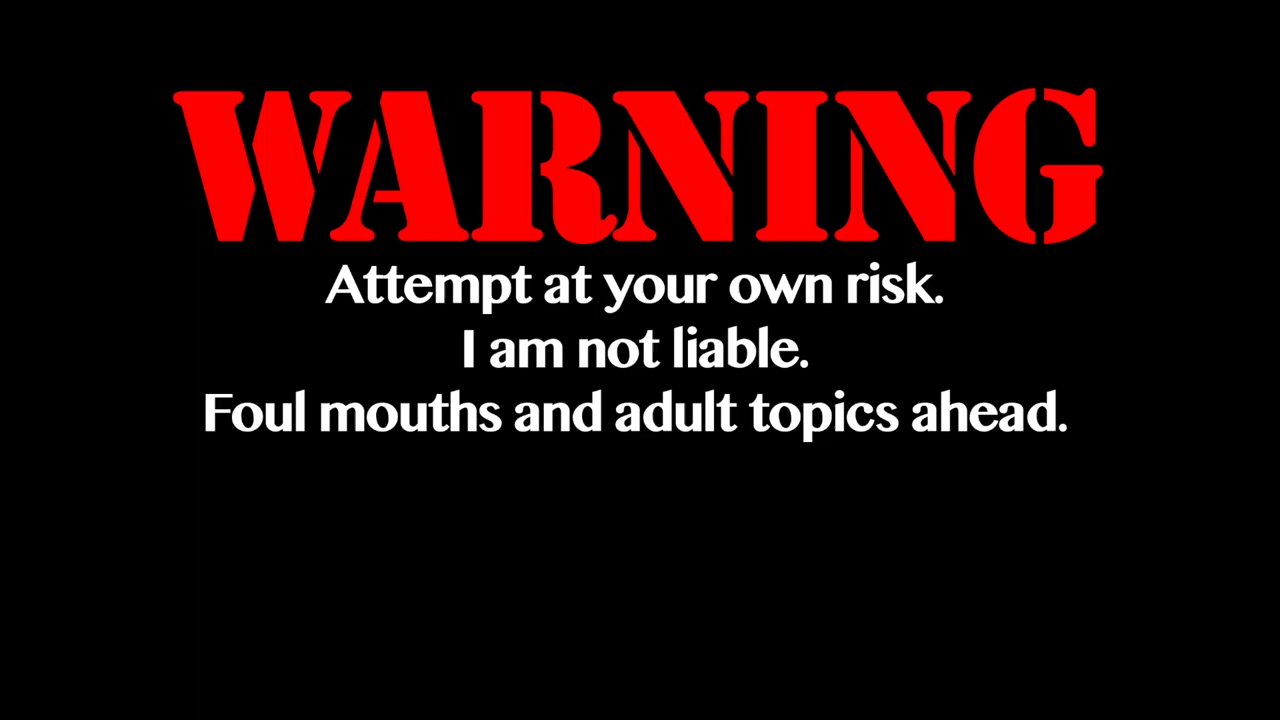 WARNING
Attempt at your own risk.
I am not liable.
Foul mouths and adult topics ahead.